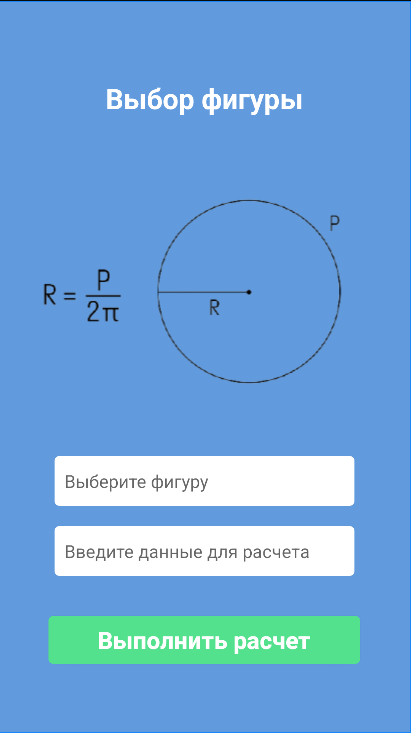 Выбор фигуры
P
R = P / 2π
R
Выберите фигуру
Введите данные для расчета
Выполнить расчет